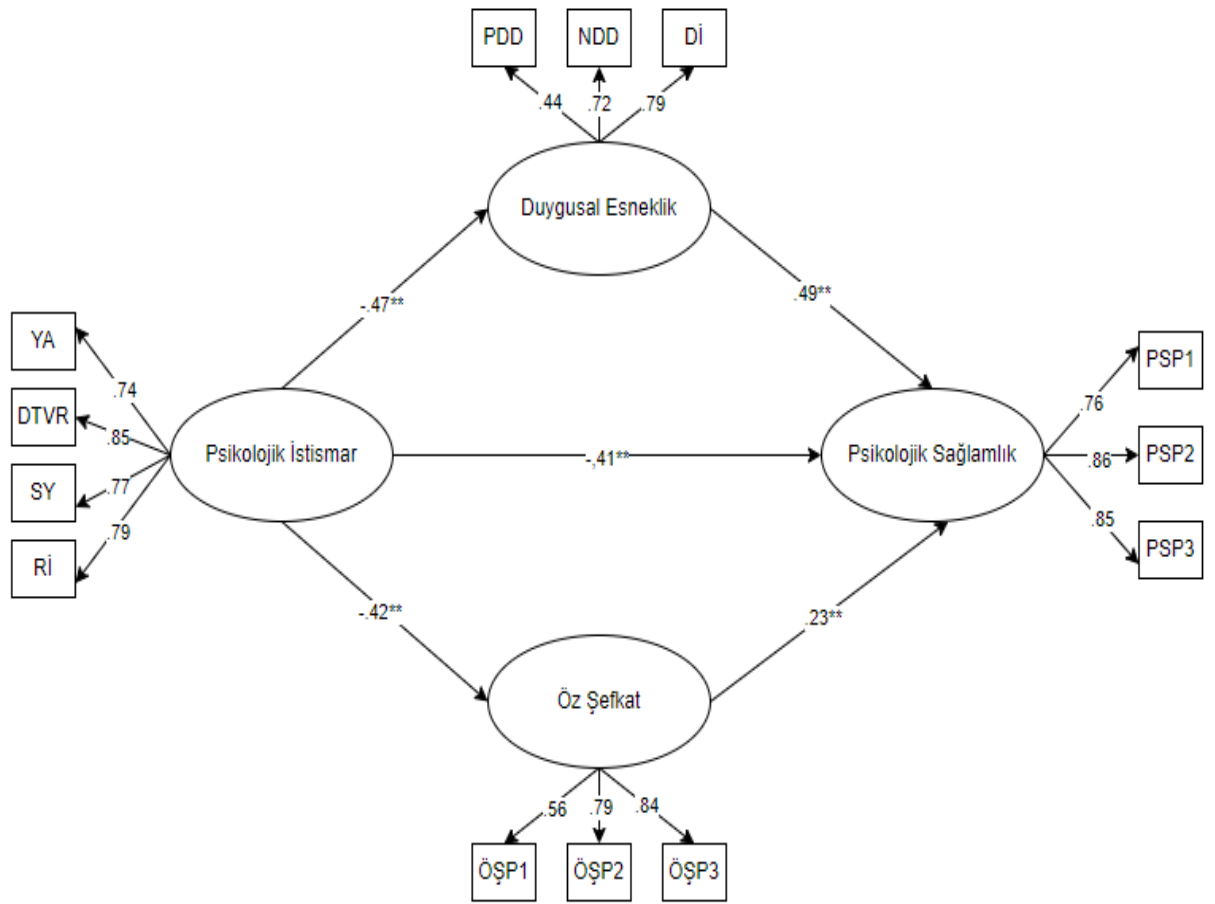 PDD
NDD
Dİ
.44
.72
.79
Duygusal Esneklik
-.47**
.49**
YA
DTVR
SY
Rİ
.74
.85
.77
.79
Psikolojik İstismar
-,41**
Psikolojik Sağlamlık
.76
.86
.85
PSP1
PSP2
PSP3
-.42**
.23**
Öz Şefkat
.56
.79
.84
ÖŞP1
ÖŞP2
ÖŞP3